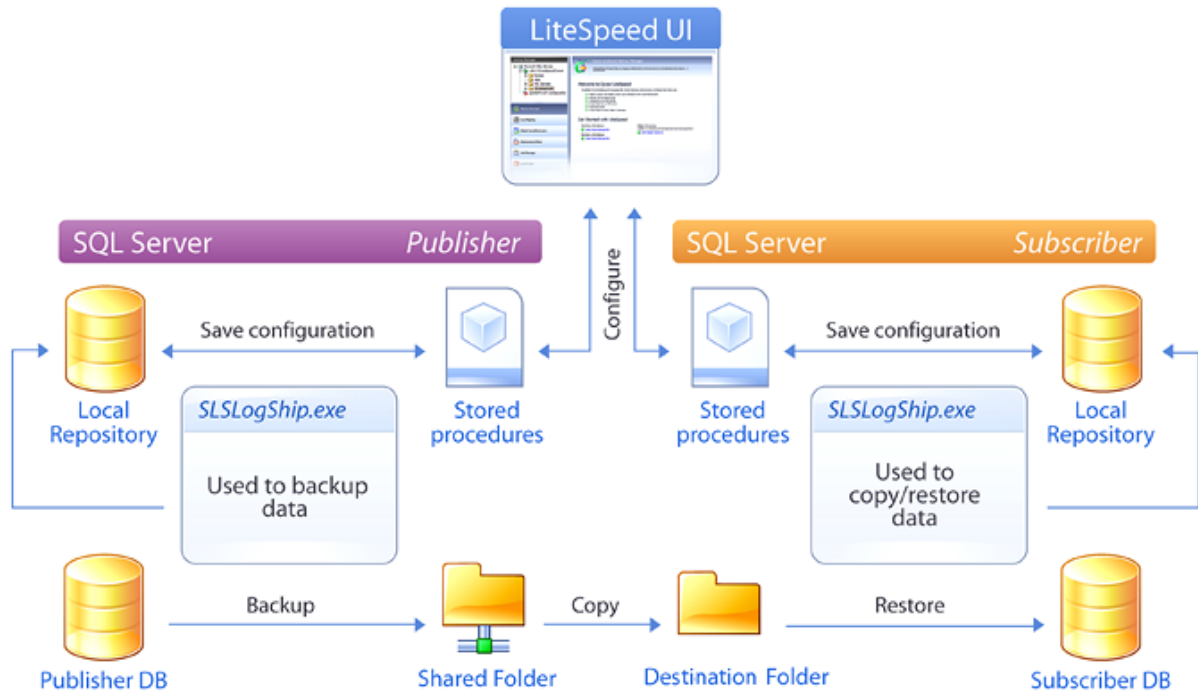 LiteSpeed UI
SQL Server
Publisher
SQL Server
Subscriber
Configure
Save configuration
Save configuration
Local
Repository
SLSLogShip.exe
Used to backup
data
Stored
procedures
Stored
procedures
SLSLogShip.exe
Used to
copy/restore
data
Local
Repository
Backup
Copy
Restore
Publisher DB
Shared Folder
Destination Folder
Subscriber DB